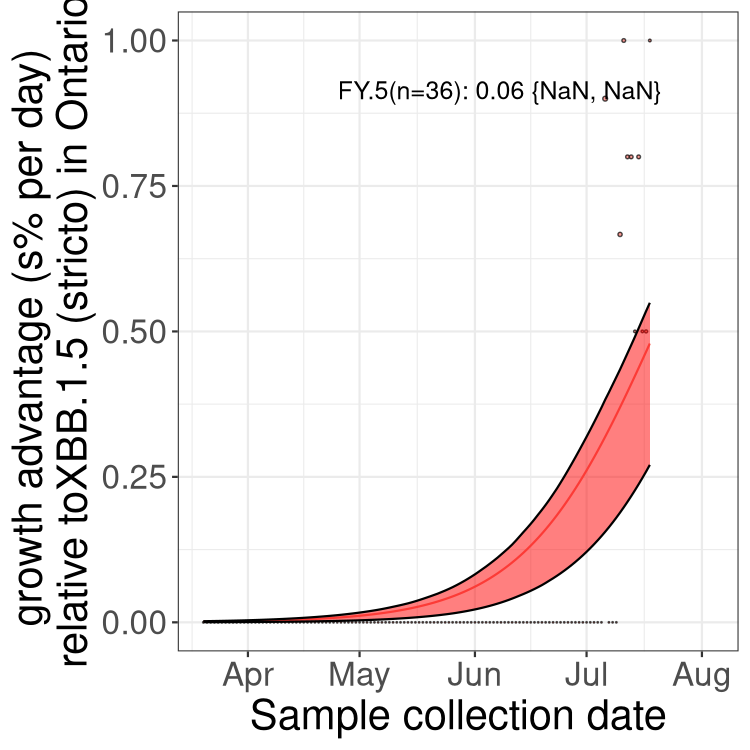 growth advantage (s% per day)
relative toXBB.1.5 (stricto) in Ontario
1.00
0.75
0.50
0.25
0.00
FY.5(n=36): 0.06 {NaN, NaN}
Apr May Jun Jul Aug
Sample collection date